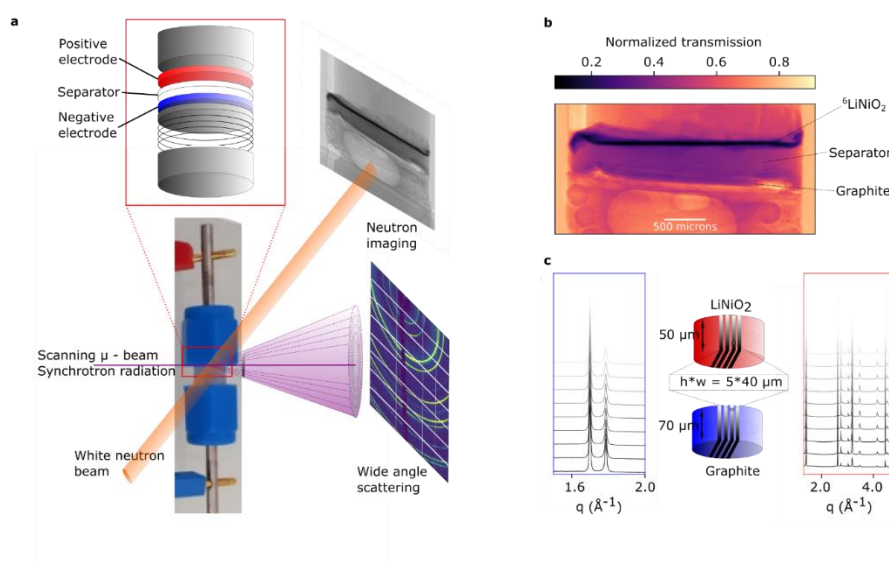 a
Positive
electrode
Separator
Negative
electrode
Neutron
imaging
Scanning μ - beam
Synchrotron radiation
White neutron
beam
Wide angle
scattering
b
Normalized transmission
0.2 0.4 0.6 0.8
⁶LiNiO₂
Separator
Graphite
500 microns
c
LiNiO₂
50 μm
h*w = 5*40 μm
70 μm
Graphite
1.6 2.0
q (Å⁻¹)
2.0 4.0
q (Å⁻¹)